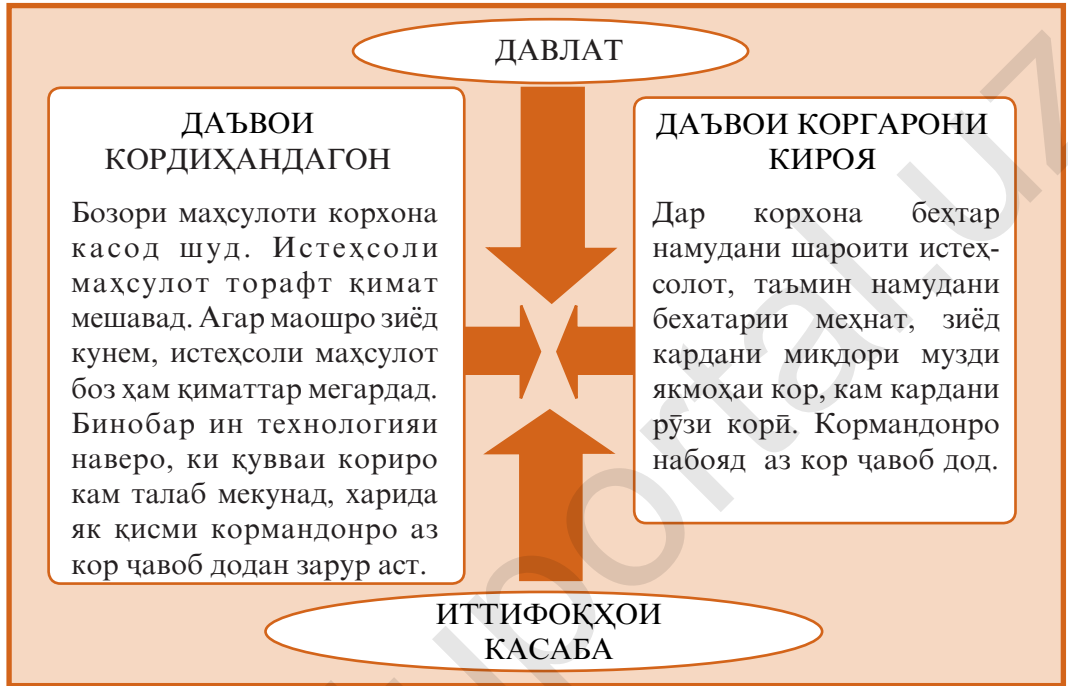 ДАВЛАТ
ДАЪВОИ
КОРДИҲАНДАГОН
Бозори маҳсулоти корхона
касод шуд. Истеҳсоли
маҳсулот торафт қимат
мешавад. Агар маошро зиёд
кунем, истеҳсоли маҳсулот
боз ҳам қиматтар мегардад.
Бинобар ин технологияи
наверо, ки қувваи кориро
кам талаб мекунад, харида
як қисми кормандонро аз
кор ҷавоб додан зарур аст.
ДАЪВОИ КОРГАРОНИ
КИРОЯ
Дар корхона беҳтар
намудани шароити истеҳ-
солот, таъмин намудани
бехатарии меҳнат, зиёд
кардани миқдори музди
якмоҳаи кор, кам кардани
рӯзи корӣ. Кормандонро
набояд аз кор ҷавоб дод.
ИТТИФОҚҲОИ
КАСАБА
uportal.uz